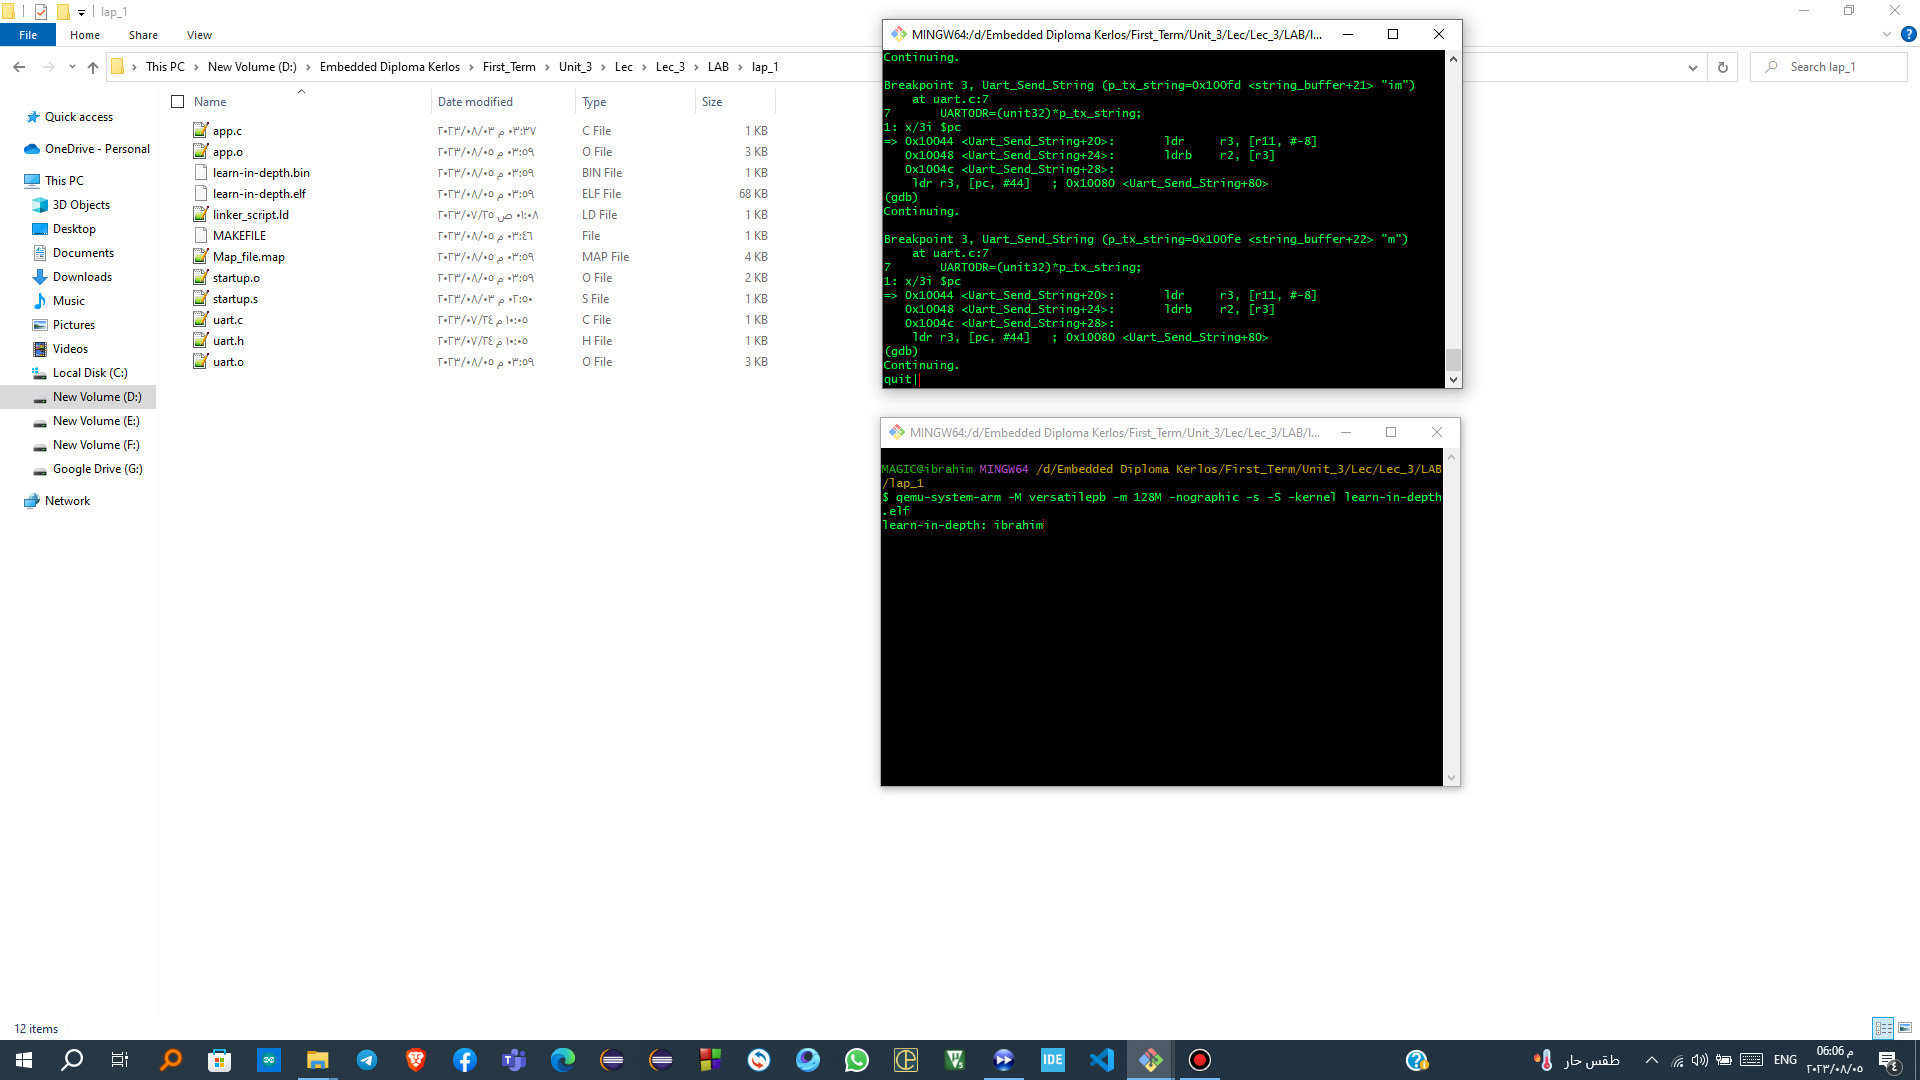 lap_1
File Home Share View
This PC New Volume (D:) Embedded Diploma Kerlos First_Term Unit_3 Lec Lec_3 LAB lap_1
Search lap_1
Quick access
OneDrive - Personal
This PC
3D Objects
Desktop
Documents
Downloads
Music
Pictures
Videos
Local Disk (C:)
New Volume (D:)
New Volume (E:)
New Volume (F:)
Google Drive (G:)
Network
Name Date modified Type Size
app.c ٢٠٢٣/٠٨/٠٣ م ٠٣:٣٧ C File 1 KB
app.o ٢٠٢٣/٠٨/٠٥ م ٠٣:٥٩ O File 3 KB
learn-in-depth.bin ٢٠٢٣/٠٨/٠٥ م ٠٣:٥٩ BIN File 1 KB
learn-in-depth.elf ٢٠٢٣/٠٨/٠٥ م ٠٣:٥٩ ELF File 68 KB
linker_script.ld ٢٠٢٣/٠٧/٢٥ ص ٠١:٠٨ LD File 1 KB
MAKEFILE ٢٠٢٣/٠٨/٠٥ م ٠٣:٤٦ File 1 KB
Map_file.map ٢٠٢٣/٠٨/٠٥ م ٠٣:٥٩ MAP File 4 KB
startup.o ٢٠٢٣/٠٨/٠٥ م ٠٣:٥٩ O File 2 KB
startup.s ٢٠٢٣/٠٨/٠٣ م ٠٢:٥٠ S File 1 KB
uart.c ٢٠٢٣/٠٧/٢٤ م ١٠:٠٥ C File 1 KB
uart.h ٢٠٢٣/٠٧/٢٤ م ١٠:٠٥ H File 1 KB
uart.o ٢٠٢٣/٠٨/٠٥ م ٠٣:٥٩ O File 3 KB
MINGW64:/d/Embedded Diploma Kerlos/First_Term/Unit_3/Lec/Lec_3/LAB/l...
Continuing.
Breakpoint 3, Uart_Send_String (p_tx_string=0x100fd <string_buffer+21> "im")
at uart.c:7
7 UARTODR=(unit32)*p_tx_string;
1: x/3i $pc
=> 0x10044 <Uart_Send_String+20>: ldr r3, [r11, #-8]
0x10048 <Uart_Send_String+24>: ldrb r2, [r3]
0x1004c <Uart_Send_String+28>:
ldr r3, [pc, #44] ; 0x10080 <Uart_Send_String+80>
(gdb)
Continuing.
Breakpoint 3, Uart_Send_String (p_tx_string=0x100fe <string_buffer+22> "m")
at uart.c:7
7 UARTODR=(unit32)*p_tx_string;
1: x/3i $pc
=> 0x10044 <Uart_Send_String+20>: ldr r3, [r11, #-8]
0x10048 <Uart_Send_String+24>: ldrb r2, [r3]
0x1004c <Uart_Send_String+28>:
ldr r3, [pc, #44] ; 0x10080 <Uart_Send_String+80>
(gdb)
Continuing.
quit
MINGW64:/d/Embedded Diploma Kerlos/First_Term/Unit_3/Lec/Lec_3/LAB/l...
MAGIC@ibrahim MINGW64 /d/Embedded Diploma Kerlos/First_Term/Unit_3/Lec/Lec_3/LAB
/lap_1
$ qemu-system-arm -M versatilepb -m 128M -nographic -s -S -kernel learn-in-depth
.elf
learn-in-depth: ibrahim
12 items
IDE
طقس حار
ENG
م 06:06
٢٠٢٣/٠٨/٠٥
٤